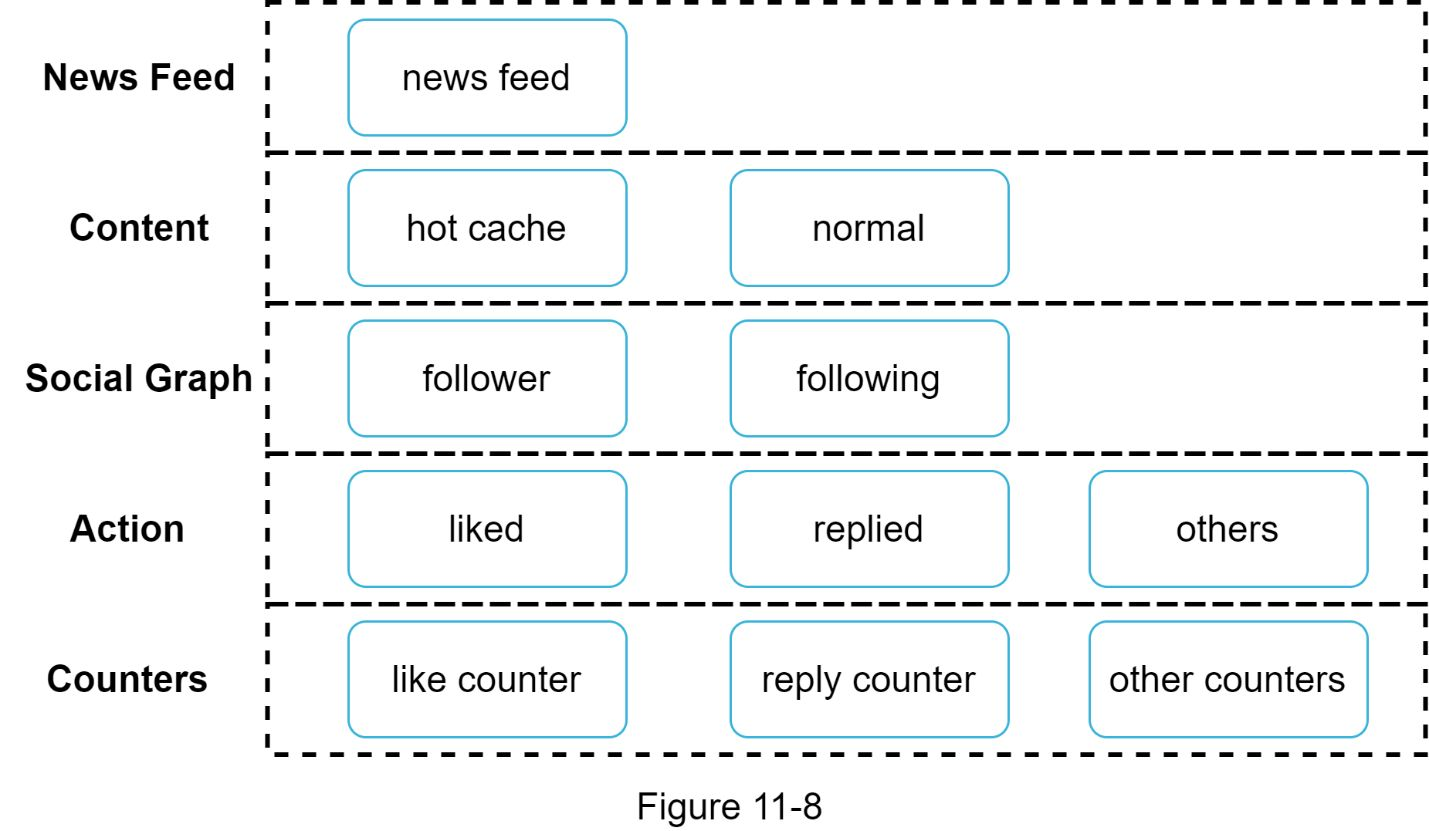 News Feed
news feed
Content
hot cache
normal
Social Graph
follower
following
Action
liked
replied
others
Counters
like counter
reply counter
other counters
Figure 11-8